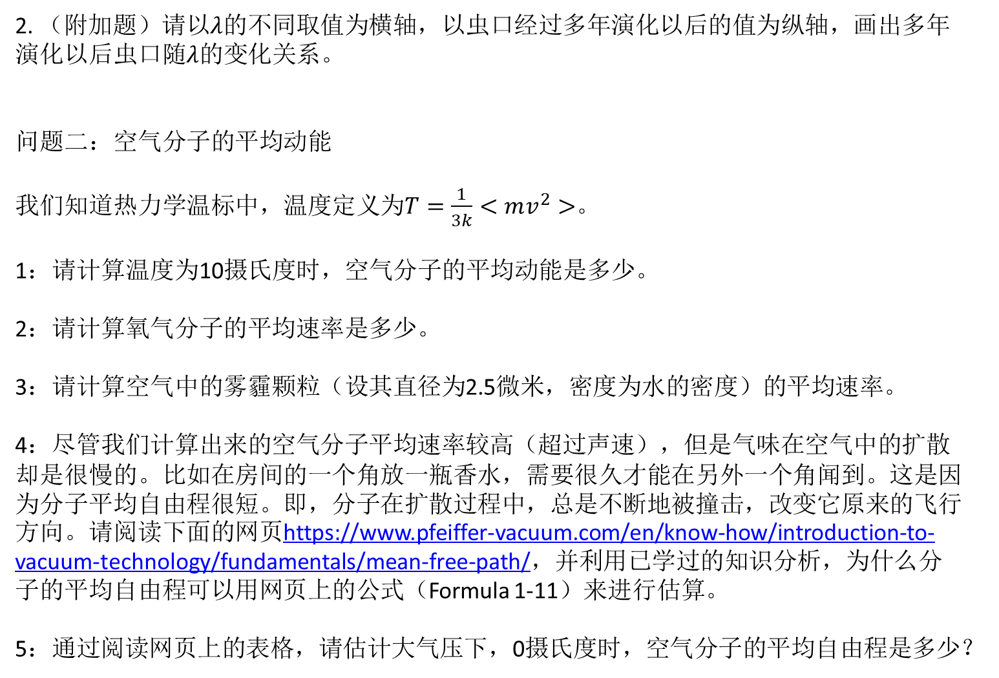 2. （附加题）请以λ的不同取值为横轴，以虫口经过多年演化以后的值为纵轴，画出多年
演化以后虫口随λ的变化关系。
问题二：空气分子的平均动能
我们知道热力学温标中，温度定义为T = 1/3k < mv² >。
1：请计算温度为10摄氏度时，空气分子的平均动能是多少。
2：请计算氧气分子的平均速率是多少。
3：请计算空气中的雾霾颗粒（设其直径为2.5微米，密度为水的密度）的平均速率。
4：尽管我们计算出来的空气分子平均速率较高（超过声速），但是气味在空气中的扩散
却是很慢的。比如在房间的一个角放一瓶香水，需要很久才能在另外一个角闻到。这是因
为分子平均自由程很短。即，分子在扩散过程中，总是不断地被撞击，改变它原来的飞行
方向。请阅读下面的网页https://www.pfeiffer-vacuum.com/en/know-how/introduction-to-
vacuum-technology/fundamentals/mean-free-path/，并利用已学过的知识分析，为什么分
子的平均自由程可以用网页上的公式（Formula 1-11）来进行估算。
5：通过阅读网页上的表格，请估计大气压下，0摄氏度时，空气分子的平均自由程是多少？